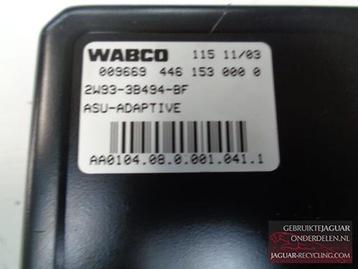 WABCO 115 11/03
009669 446 153 000 0
2W93-3B494-BF
ASU-ADAPTIVE
AA0104.08.0.001.041.1
GEBRUIKTEJAGUAR
ONDERDELEN.NL
JAGUAR-RECYCLING.COM